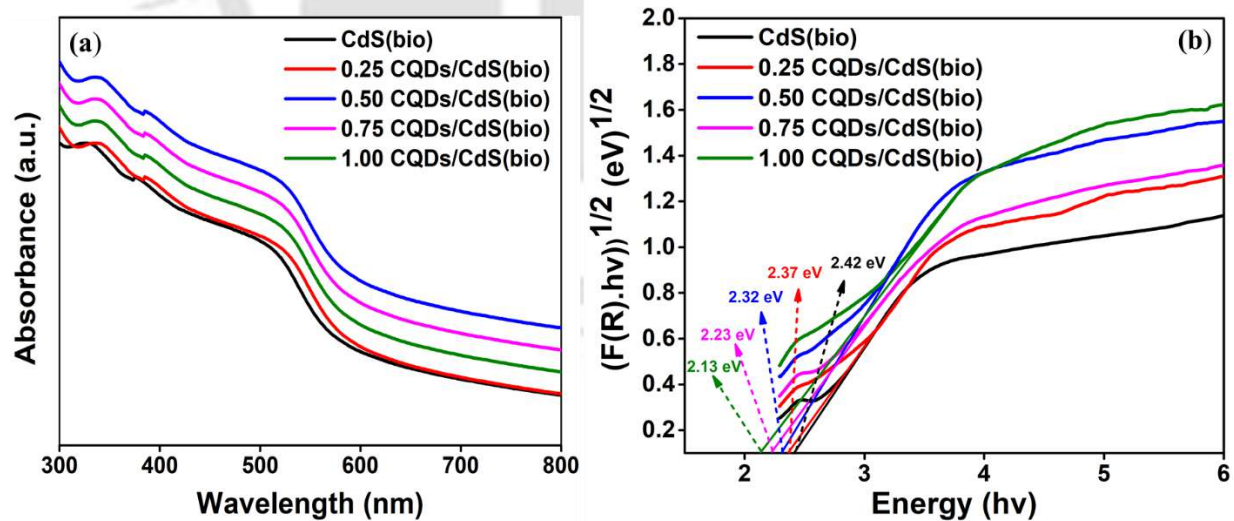 (a)
CdS(bio)
0.25 CQDs/CdS(bio)
0.50 CQDs/CdS(bio)
0.75 CQDs/CdS(bio)
1.00 CQDs/CdS(bio)
Absorbance (a.u.)
300 400 500 600 700 800
Wavelength (nm)
(b)
CdS(bio)
0.25 CQDs/CdS(bio)
0.50 CQDs/CdS(bio)
0.75 CQDs/CdS(bio)
1.00 CQDs/CdS(bio)
(F(R).hv))1/2 (eV)1/2
2.0
1.8
1.6
1.4
1.2
1.0
0.8
0.6
0.4
0.2
2.42 eV
2.37 eV
2.32 eV
2.23 eV
2.13 eV
2 3 4 5 6
Energy (hv)